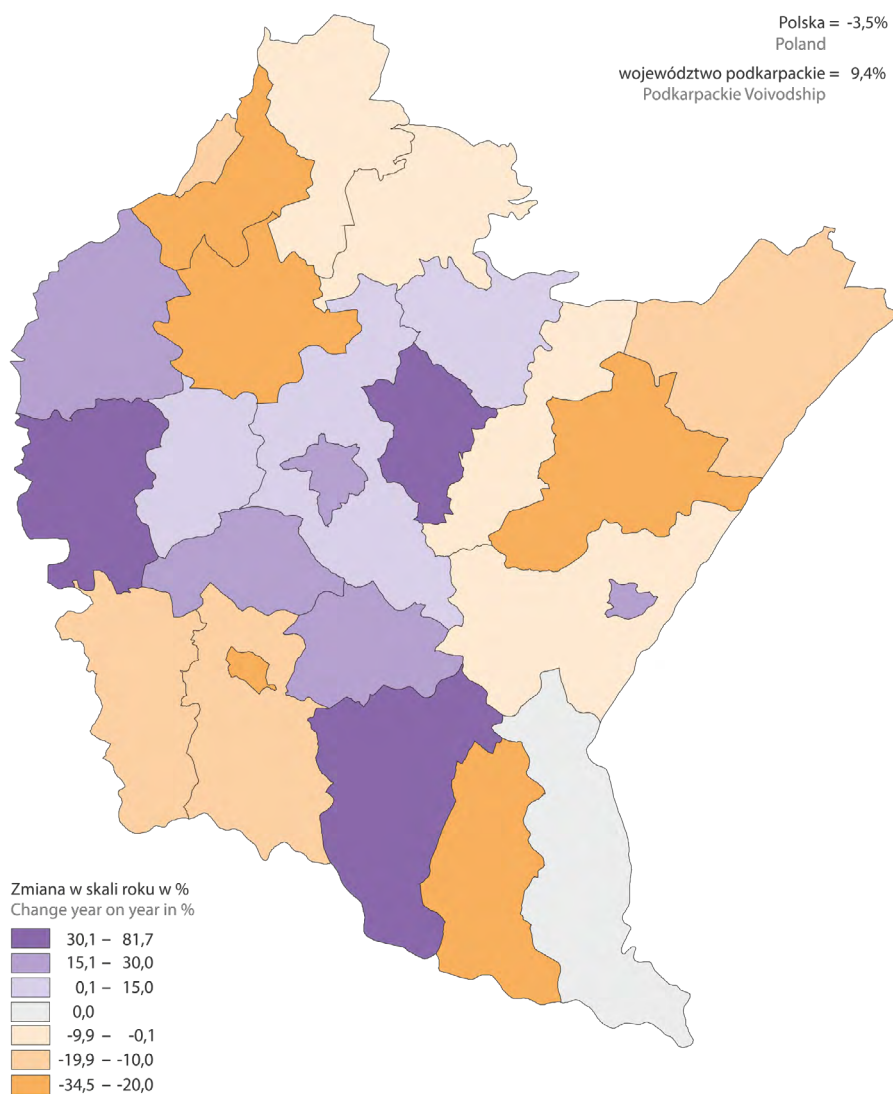 Polska = -3,5%
Poland
województwo podkarpackie = 9,4%
Podkarpackie Voivodship
Zmiana w skali roku w %
Change year on year in %
30,1 – 81,7
15,1 – 30,0
0,1 – 15,0
0,0
-9,9 – -0,1
-19,9 – -10,0
-34,5 – -20,0